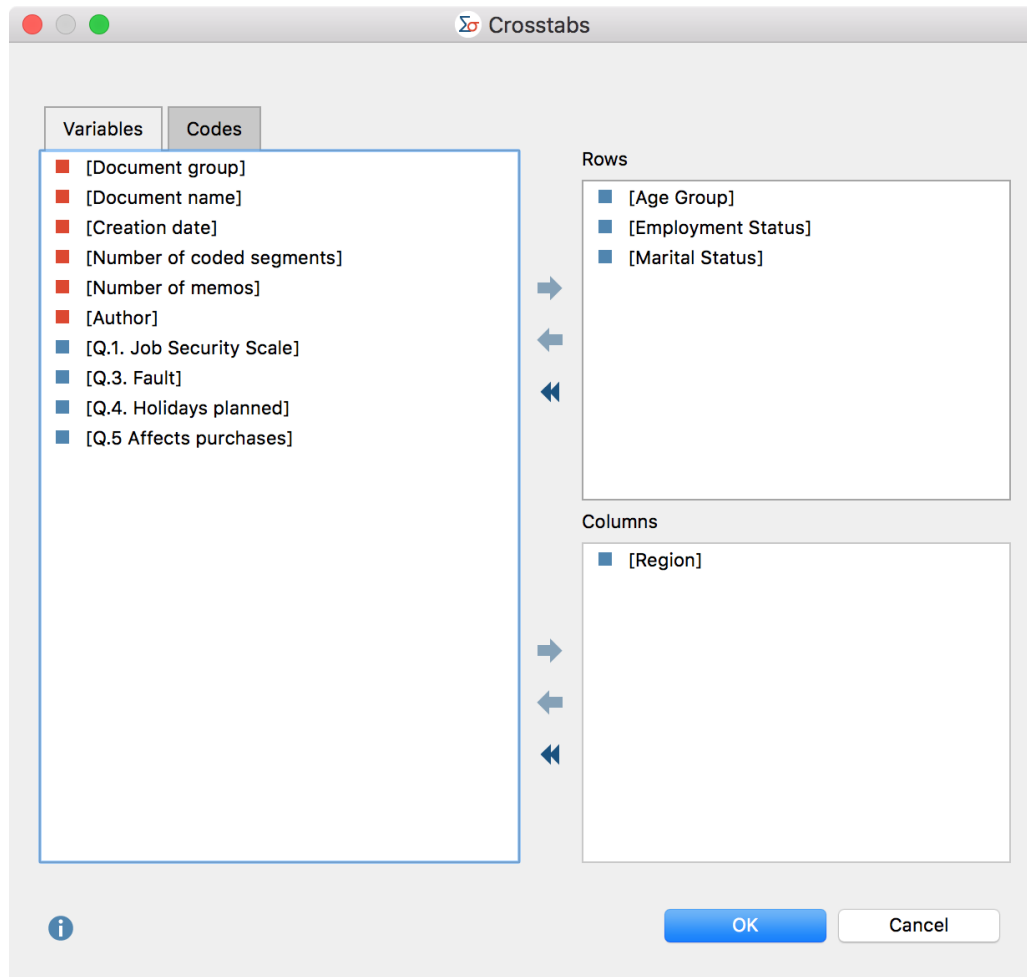 Σσ Crosstabs
Variables
Codes
[Document group]
[Document name]
[Creation date]
[Number of coded segments]
[Number of memos]
[Author]
[Q.1. Job Security Scale]
[Q.3. Fault]
[Q.4. Holidays planned]
[Q.5 Affects purchases]
Rows
[Age Group]
[Employment Status]
[Marital Status]
Columns
[Region]
i
OK
Cancel